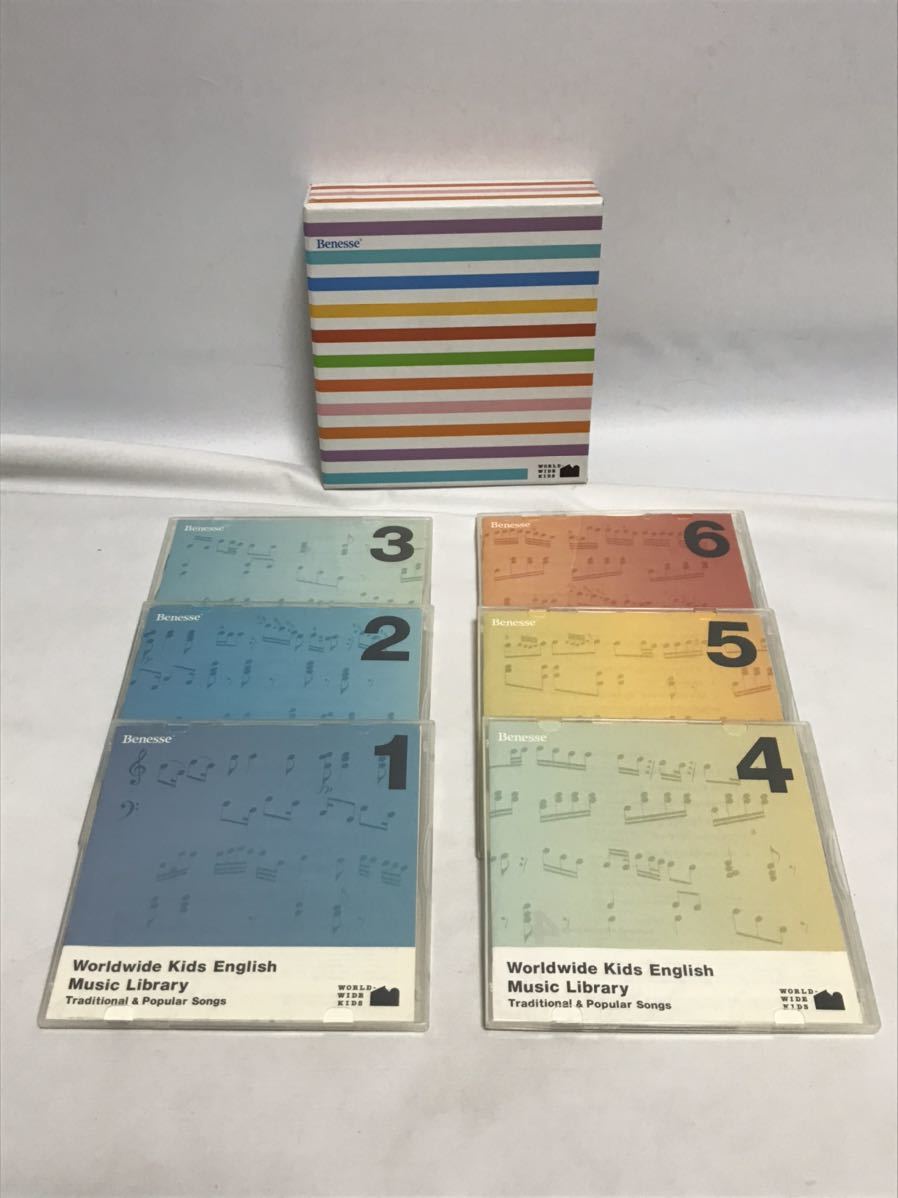 Benesse®
WORLD-
WIDE
KIDS
Benesse®
3
Benesse®
6
Benesse®
2
Benesse®
5
Benesse®
1
Worldwide Kids English
Music Library
Traditional & Popular Songs
WORLD-
WIDE
KIDS
Benesse®
4
Worldwide Kids English
Music Library
Traditional & Popular Songs
WORLD-
WIDE
KIDS